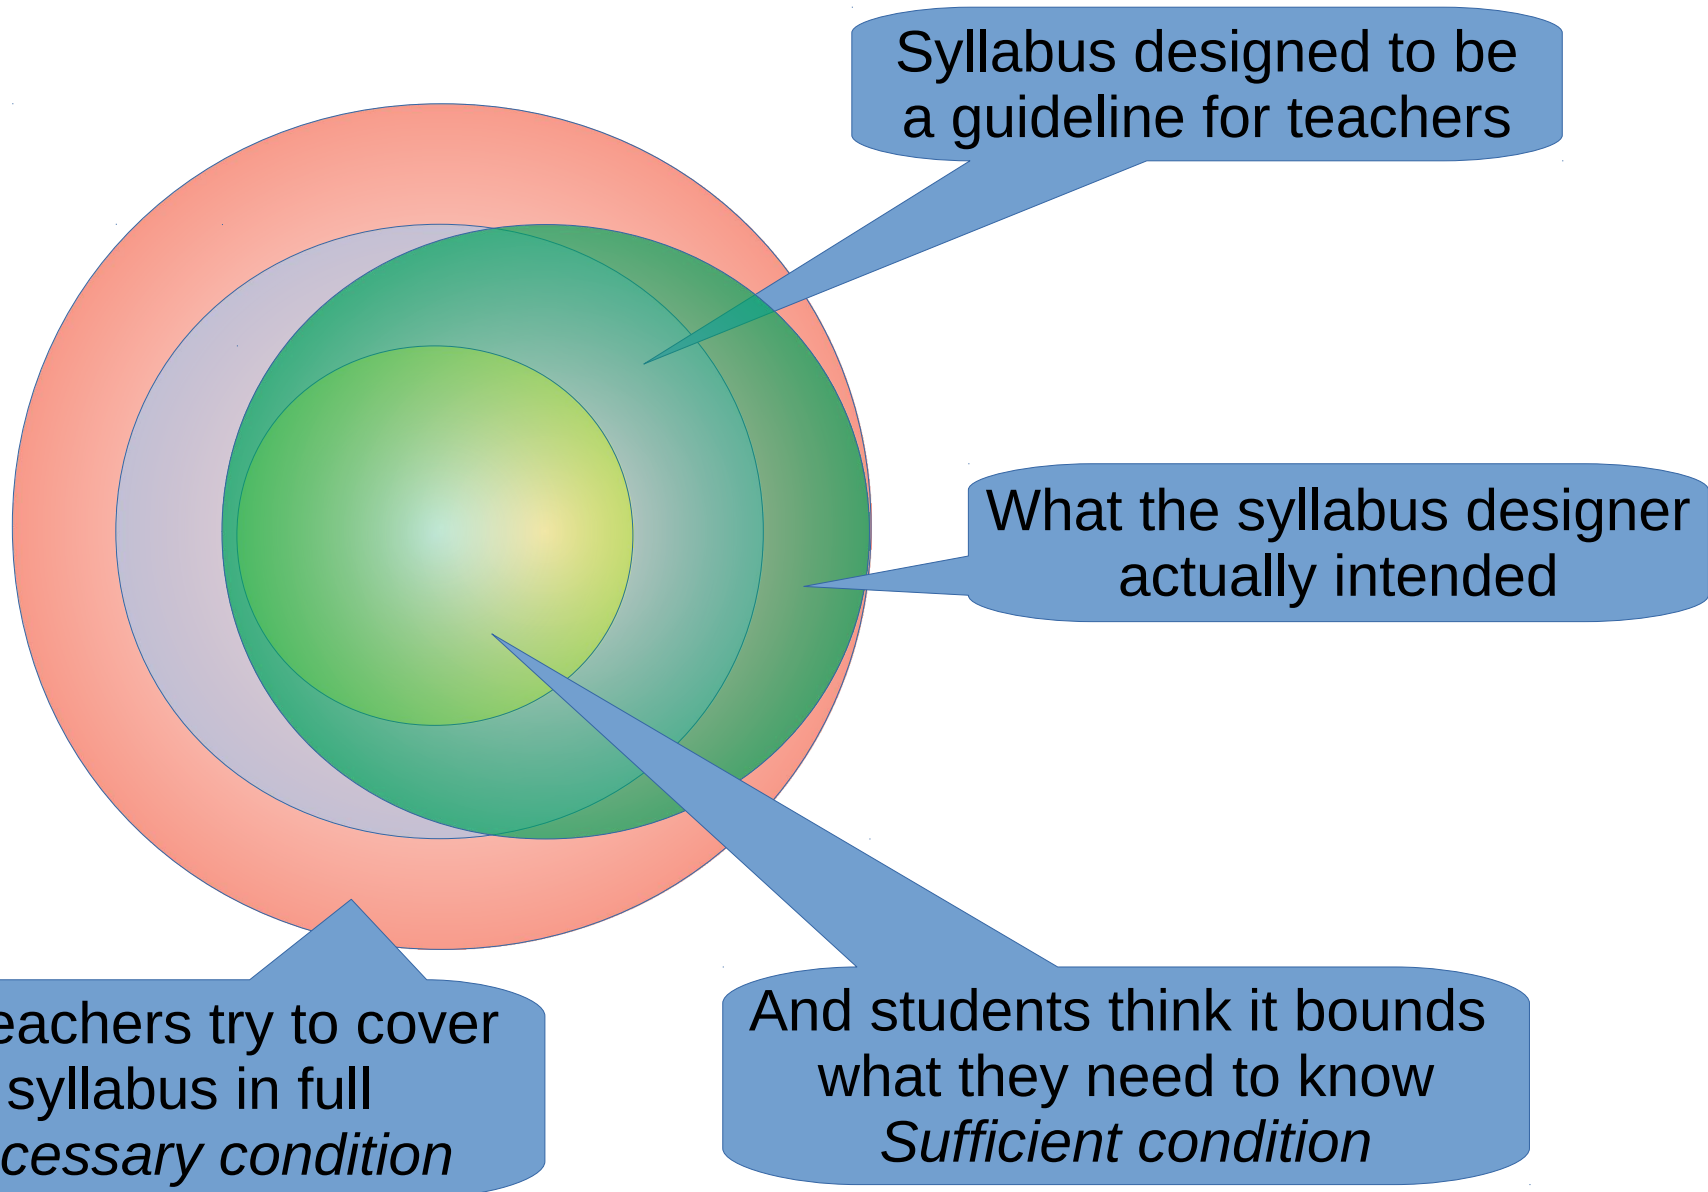 Syllabus designed to be
a guideline for teachers
What the syllabus designer
actually intended
eachers try to cover
syllabus in full
cessary condition
And students think it bounds
what they need to know
Sufficient condition